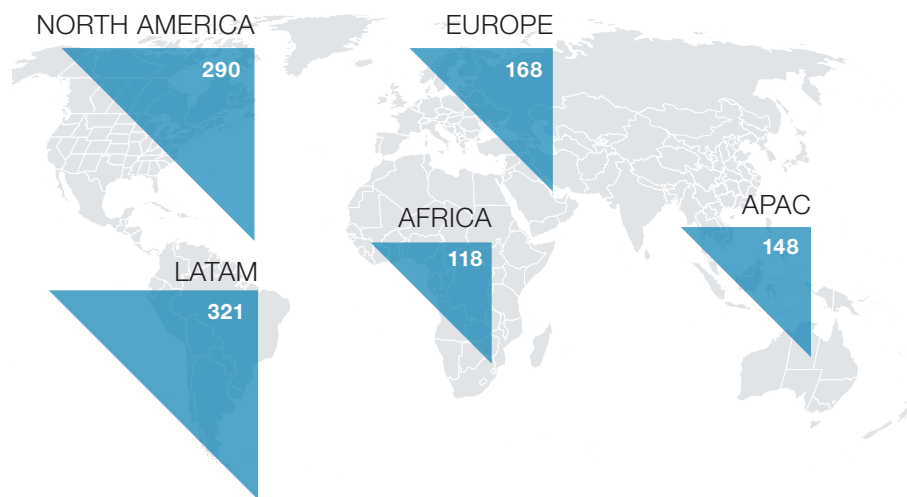 NORTH AMERICA
290
EUROPE
168
AFRICA
118
APAC
148
LATAM
321